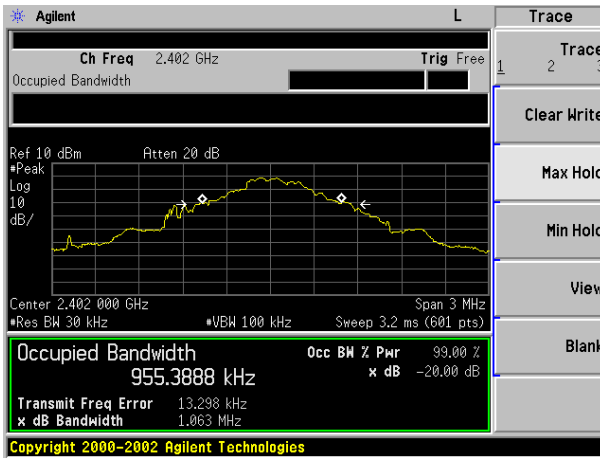 Agilent L Trace
Ch Freq 2.402 GHz Trig Free
Occupied Bandwidth
Trace
1 2 3
Clear Write
Max Hold
Min Hold
View
Blank
Ref 10 dBm Atten 20 dB
#Peak
Log
10
dB/
Center 2.402 000 GHz Span 3 MHz
#Res BW 30 kHz #VBW 100 kHz Sweep 3.2 ms (601 pts)
Occupied Bandwidth Occ BW % Pwr 99.00 %
955.3888 kHz x dB -20.00 dB
Transmit Freq Error 13.298 kHz
x dB Bandwidth 1.063 MHz
Copyright 2000-2002 Agilent Technologies